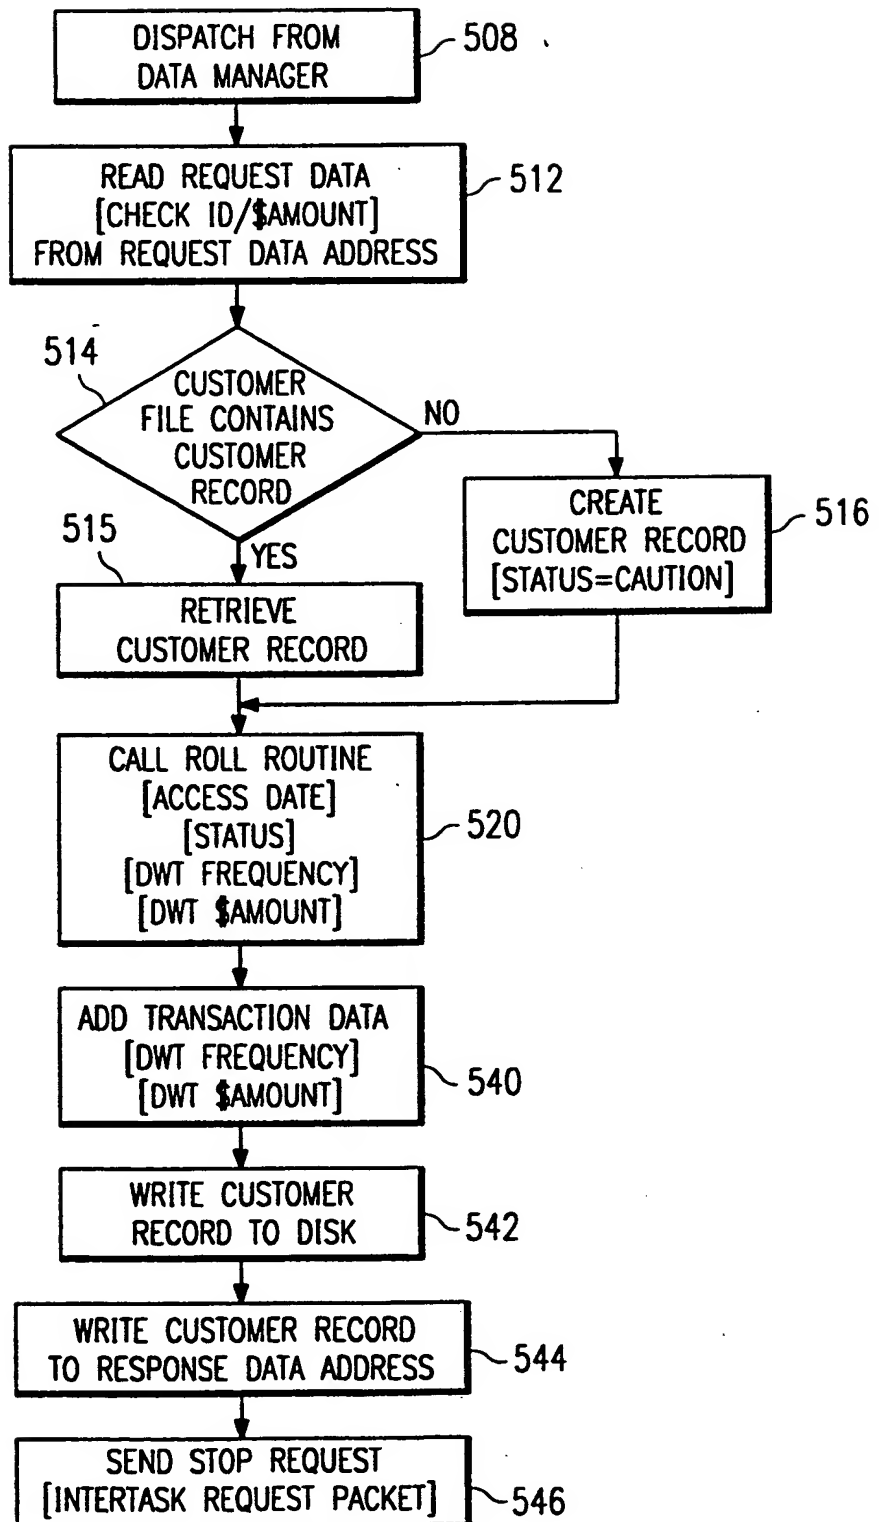 DISPATCH FROM
DATA MANAGER
508
READ REQUEST DATA
[CHECK ID/$AMOUNT]
FROM REQUEST DATA ADDRESS
512
514
CUSTOMER
FILE CONTAINS
CUSTOMER
RECORD
NO
YES
CREATE
CUSTOMER RECORD
[STATUS=CAUTION]
516
515
RETRIEVE
CUSTOMER RECORD
CALL ROLL ROUTINE
[ACCESS DATE]
[STATUS]
[DWT FREQUENCY]
[DWT $AMOUNT]
520
ADD TRANSACTION DATA
[DWT FREQUENCY]
[DWT $AMOUNT]
540
WRITE CUSTOMER
RECORD TO DISK
542
WRITE CUSTOMER RECORD
TO RESPONSE DATA ADDRESS
544
SEND STOP REQUEST
[INTERTASK REQUEST PACKET]
546